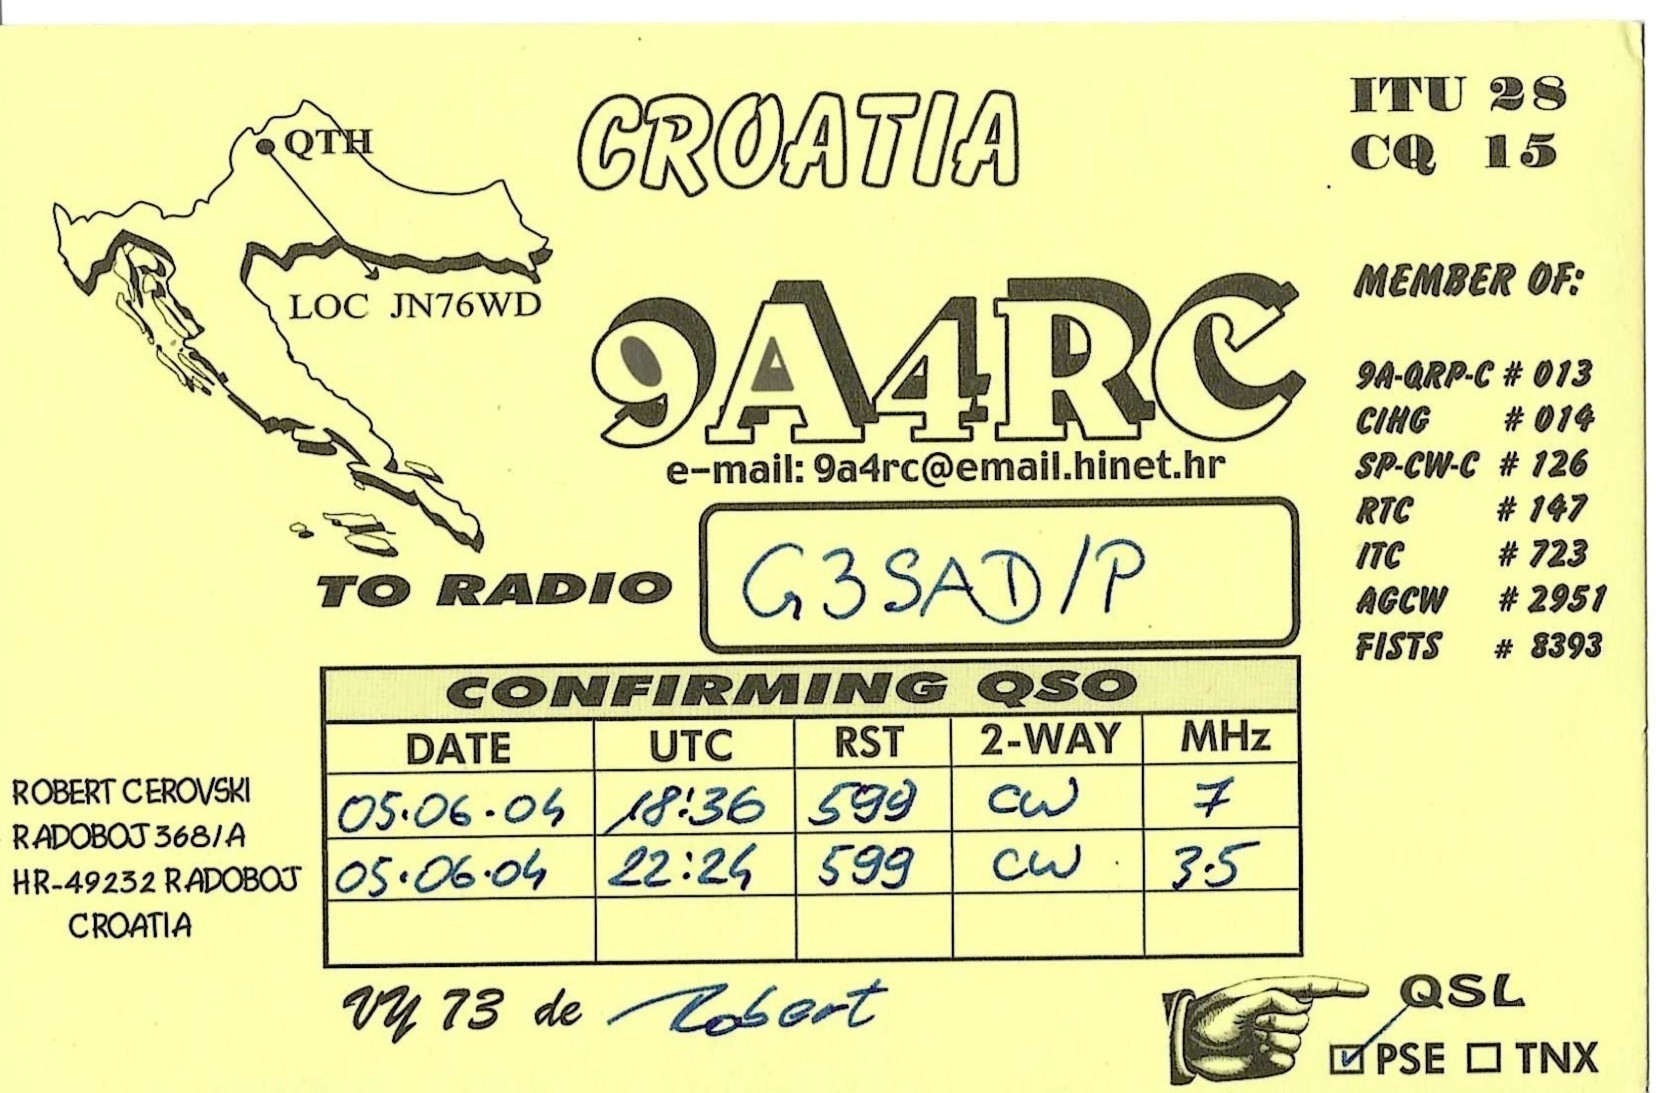 CROATIA
ITU 28
CQ 15
QTH
LOC JN76WD
9A4RC
e-mail: 9a4rc@email.hinet.hr
MEMBER OF:
9A-QRP-C # 013
CIHG # 014
SP-CW-C # 126
RTC # 147
ITC # 723
AGCW # 2951
FISTS # 8393
TO RADIO G3SAD/P
CONFIRMING QSO
DATE UTC RST 2-WAY MHz
05.06.04 18:36 599 CW 7
05.06.04 22:24 599 CW 3.5
ROBERT CEROVSKI
RADOBOJ 368/A
HR-49232 RADOBOJ
CROATIA
VY 73 de Robert
QSL
PSE TNX